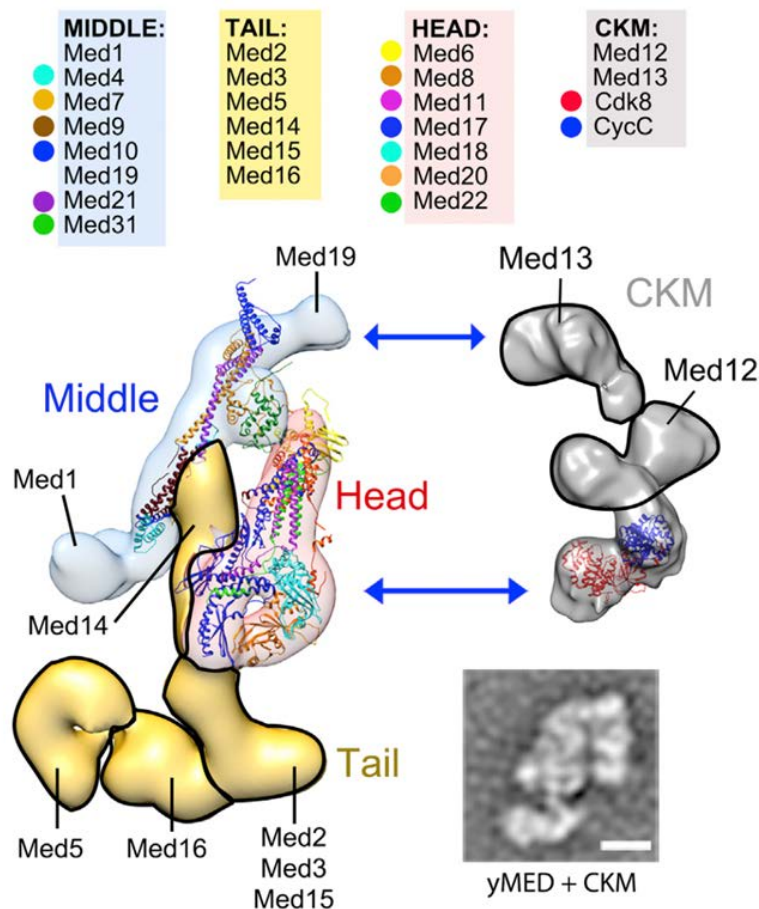 MIDDLE:
Med1
Med4
Med7
Med9
Med10
Med19
Med21
Med31
TAIL:
Med2
Med3
Med5
Med14
Med15
Med16
HEAD:
Med6
Med8
Med11
Med17
Med18
Med20
Med22
CKM:
Med12
Med13
Cdk8
CycC
Med19
Med13
CKM
Middle
Med12
Med1
Head
Med14
Tail
Med5
Med16
Med2
Med3
Med15
yMED + CKM